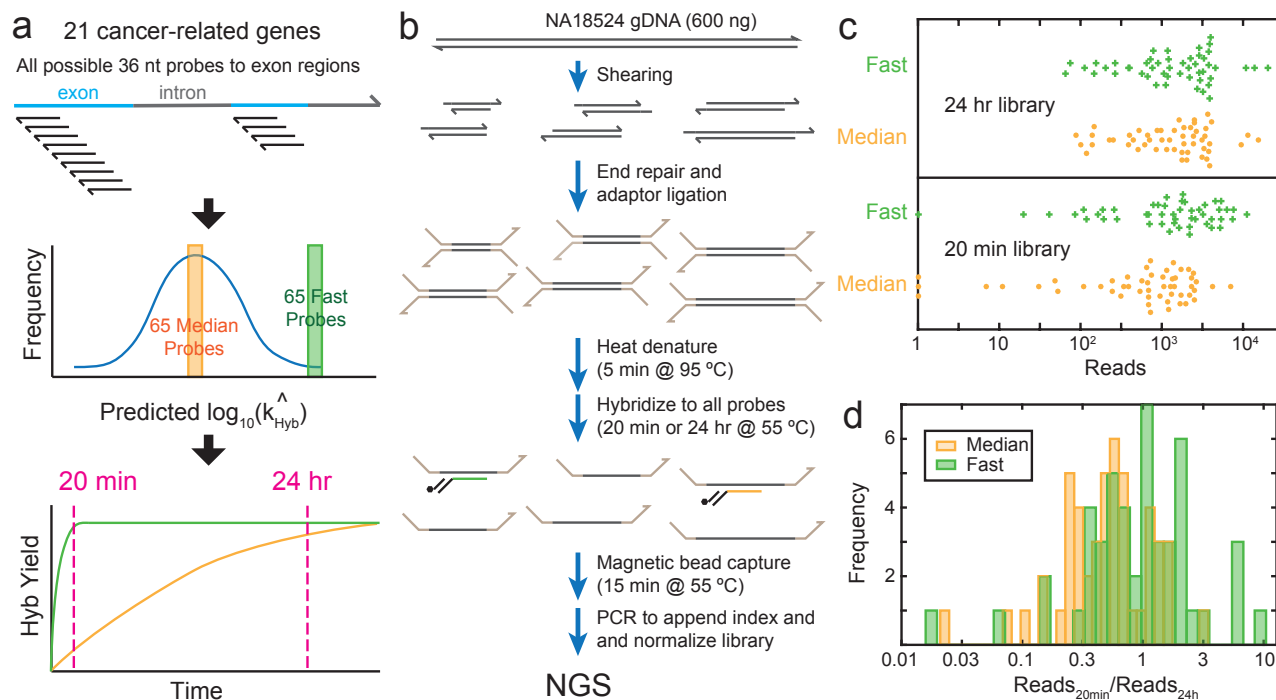 a
21 cancer-related genes
All possible 36 nt probes to exon regions
exon
intron
Frequency
65 Median
Probes
65 Fast
Probes
Predicted log10(k^Hyb)
20 min
24 hr
Hyb Yield
Time
b
NA18524 gDNA (600 ng)
Shearing
End repair and
adaptor ligation
Heat denature
(5 min @ 95 ºC)
Hybridize to all probes
(20 min or 24 hr @ 55 ºC)
Magnetic bead capture
(15 min @ 55 ºC)
PCR to append index and
and normalize library
NGS
c
Fast
24 hr library
Median
Fast
20 min library
Median
1
10²
10³
10⁴
Reads
d
Median
Fast
Frequency
6
4
2
0.01
0.03
0.1
0.3
1
3
10
Reads20min/Reads24h